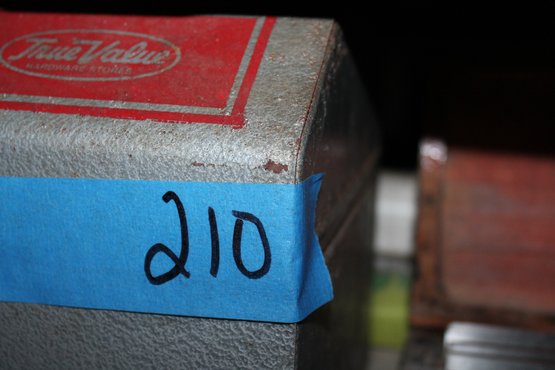 True Value
HARDWARE STORES
210